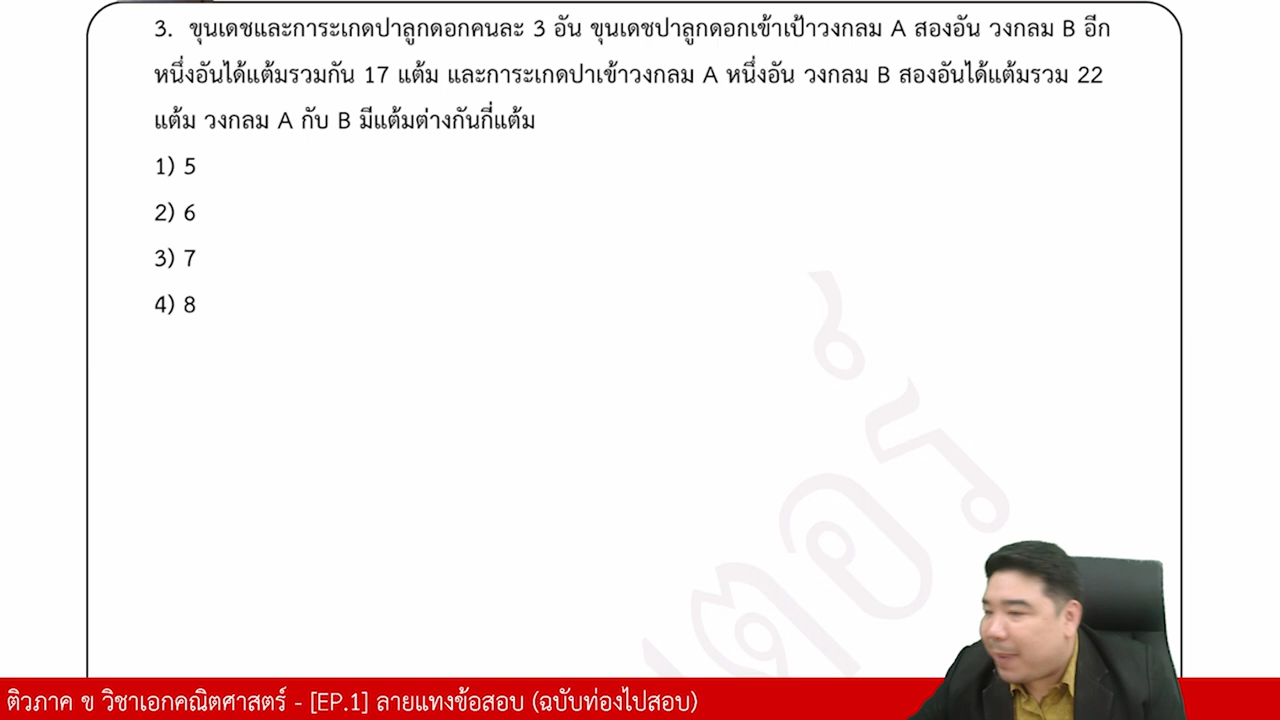 3. ขุนเดชและการะเกดปาลูกดอกคนละ 3 อัน ขุนเดชปาลูกดอกเข้าเป้าวงกลม A สองอัน วงกลม B อีก
หนึ่งอันได้แต้มรวมกัน 17 แต้ม และการะเกดปาเข้าวงกลม A หนึ่งอัน วงกลม B สองอันได้แต้มรวม 22
แต้ม วงกลม A กับ B มีแต้มต่างกันกี่แต้ม
1) 5
2) 6
3) 7
4) 8
ติวภาค ข วิชาเอกคณิตศาสตร์ - [EP.1] ลายแทงข้อสอบ (ฉบับท่องไปสอบ)